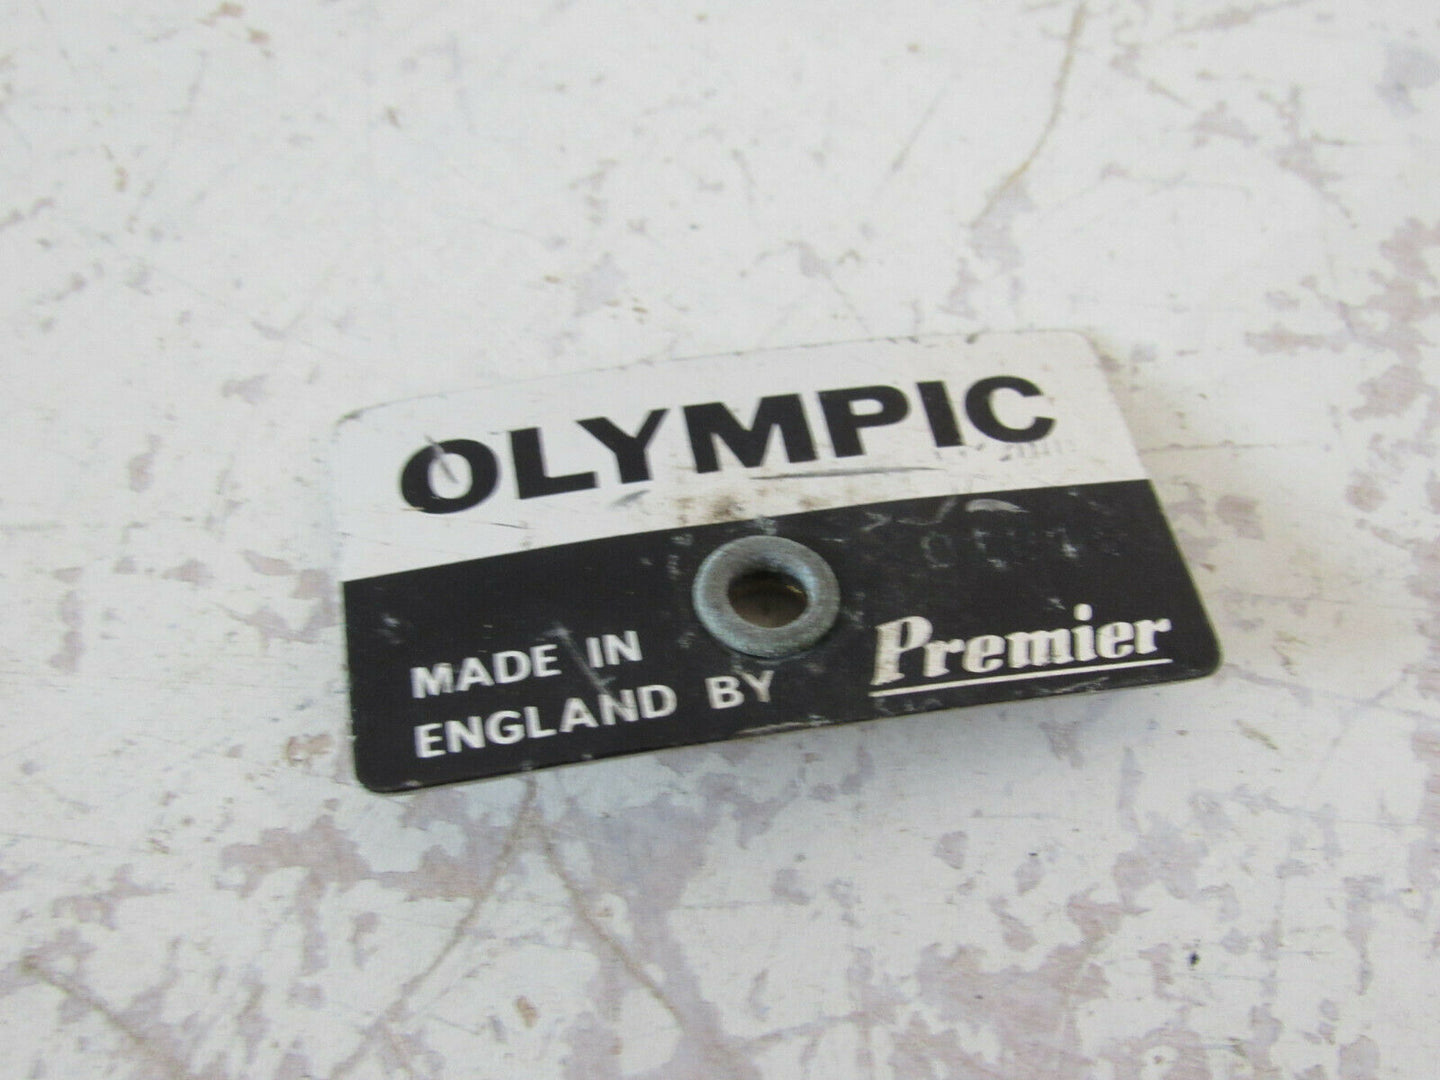 OLYMPIC
MADE IN
ENGLAND BY Premier